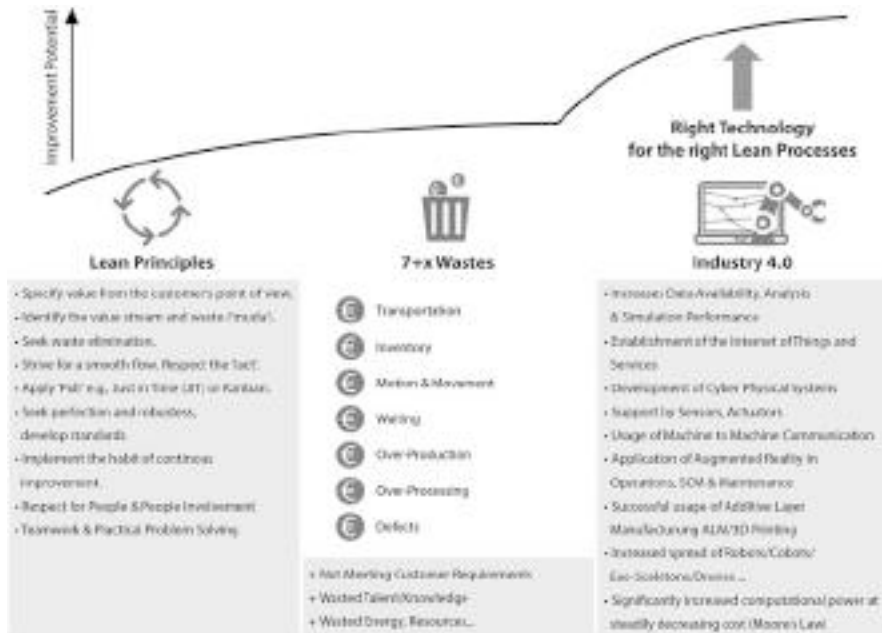 Improvement Potential
Right Technology
for the right Lean Processes
Lean Principles
• Specify value from the customer's point of view.
• Identify the value stream and waste ('muda').
• Seek waste elimination.
• Strive for a smooth flow. Respect the 'tact'.
• Apply 'Pull' e.g. Just in Time (JIT) or Kanban.
• Seek perfection and robustness,
develop standards
• Implement the habit of
improvement.
• Respect for People & People Involvement
• Teamwork & Practical Problem Solving
7+x Wastes
Transportation
Inventory
Motion & Movement
Waiting
Over-Production
Over-Processing
Defects
+ Not Meeting Customer Requirements
+ Wasted Talent/Knowledge
+ Wasted Energy, Resources...
Industry 4.0
• Data Availability, Analysis
& Simulation Performance
• Establishment of the Internet of Things and
Services
• Development of Cyber Physical Systems
• Support by Sensors, Actuators
• Usage of Machine to Machine Communication
• Application of Augmented Reality in
Operations, SCM & Maintenance
• Successful usage of Additive Layer
ALM/3D Printing
• Increased spread of Robots/Cobots/
Exo-Skeletons/Drones ...
• Significantly increased computational power at
steadily decreasing cost (Moore's Law)